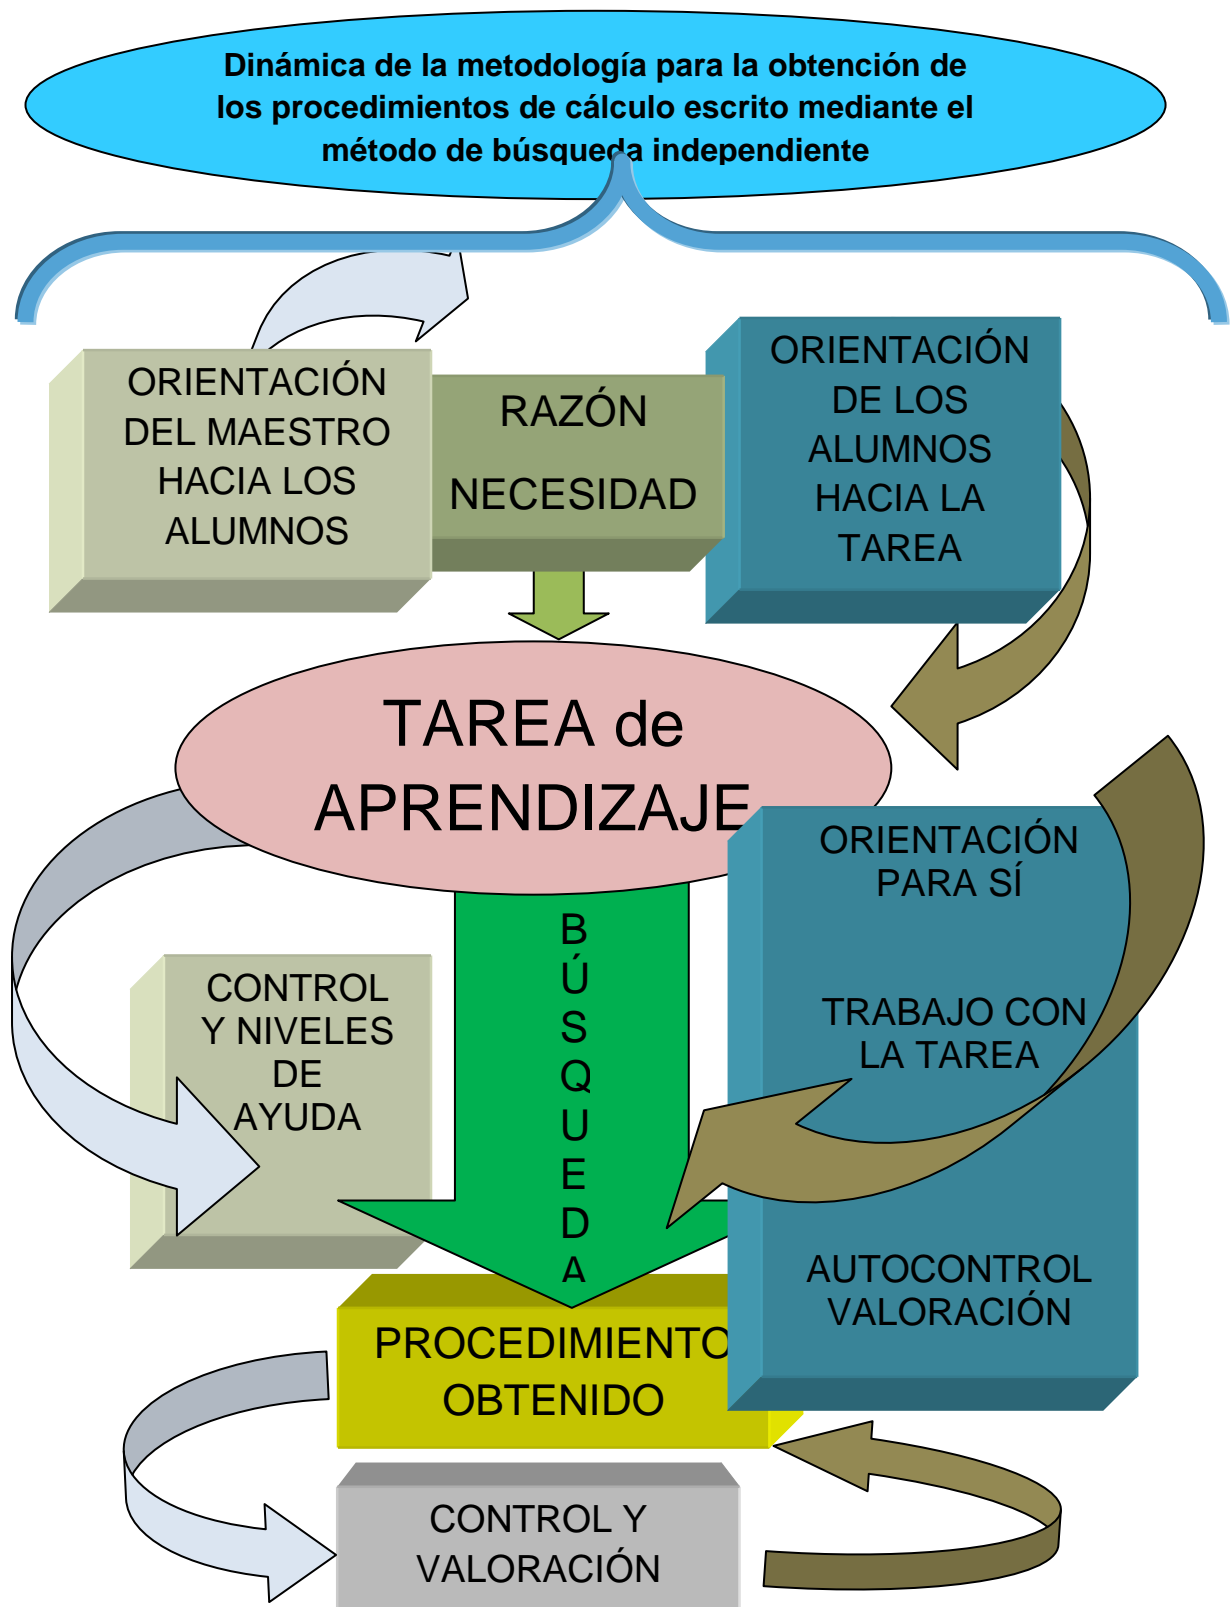 Dinámica de la metodología para la obtención de
los procedimientos de cálculo escrito mediante el
método de búsqueda independiente
ORIENTACIÓN
DEL MAESTRO
HACIA LOS
ALUMNOS
RAZÓN
NECESIDAD
ORIENTACIÓN
DE LOS
ALUMNOS
HACIA LA
TAREA
TAREA de
APRENDIZAJE
ORIENTACIÓN
PARA SÍ
TRABAJO CON
LA TAREA
AUTOCONTROL
VALORACIÓN
B
Ú
S
Q
U
E
D
A
CONTROL
Y NIVELES
DE
AYUDA
PROCEDIMIENTO
OBTENIDO
CONTROL Y
VALORACIÓN